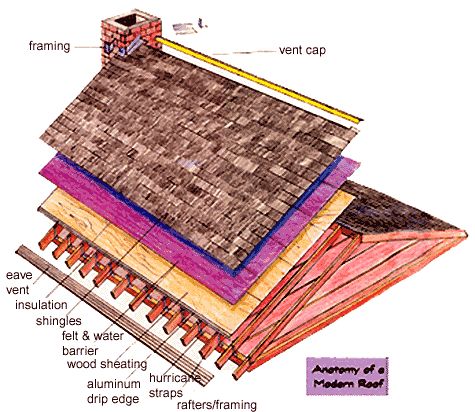 framing
vent cap
eave
vent
insulation
shingles
felt & water
barrier
wood sheating
aluminum
drip edge
hurricane
straps
rafters/framing
Anatomy of a
Modern Roof